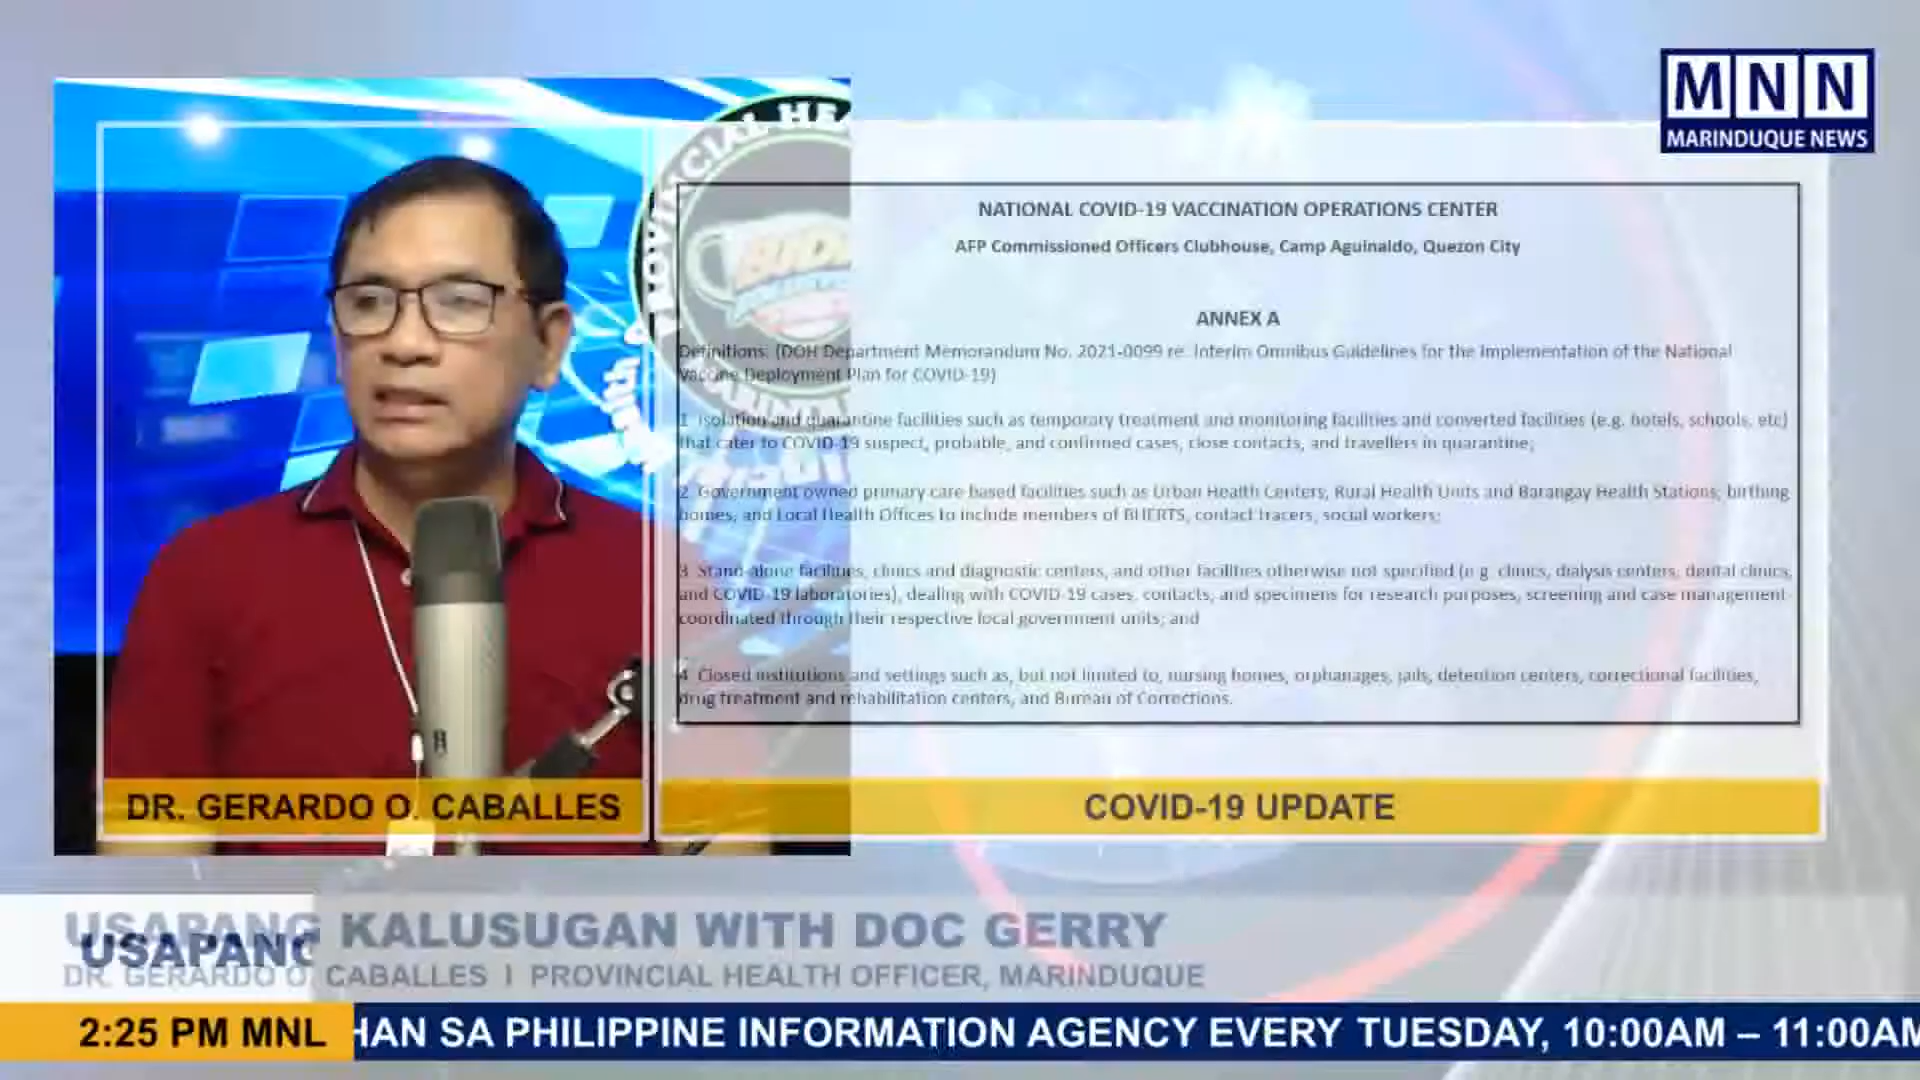 MNN
MARINDUQUE NEWS
PROVINCIAL HEA
NATIONAL COVID-19 VACCINATION OPERATIONS CENTER
AFP Commissioned Officers Clubhouse, Camp Aguinaldo, Quezon City
ANNEX A
Definitions: (DOH Department Memorandum No. 2021-0099 re: Interim Omnibus Guidelines for the Implementation of the National
Vaccine Deployment Plan for COVID-19)
1. Isolation and quarantine facilities such as temporary treatment and monitoring facilities and converted facilities (e.g. hotels, schools, etc)
that cater to COVID-19 suspect, probable, and confirmed cases, close contacts, and travellers in quarantine;
2. Government owned primary care based facilities such as Urban Health Centers, Rural Health Units and Barangay Health Stations, birthing
homes, and Local Health Offices to include members of BHERTS, contact tracers, social workers;
3. Stand-alone facilities, clinics and diagnostic centers, and other facilities otherwise not specified (e.g. clinics, dialysis centers, dental clinics,
and COVID-19 laboratories), dealing with COVID-19 cases, contacts, and specimens for research purposes, screening and case management
coordinated through their respective local government units; and
4. Closed institutions and settings such as, but not limited to, nursing homes, orphanages, jails, detention centers, correctional facilities,
drug treatment and rehabilitation centers, and Bureau of Corrections.
DR. GERARDO O. CABALLES
COVID-19 UPDATE
USAPANG KALUSUGAN WITH DOC GERRY
USAPANG
DR. GERARDO O. CABALLES I PROVINCIAL HEALTH OFFICER, MARINDUQUE
2:25 PM MNL
HAN SA PHILIPPINE INFORMATION AGENCY EVERY TUESDAY, 10:00AM – 11:00AM